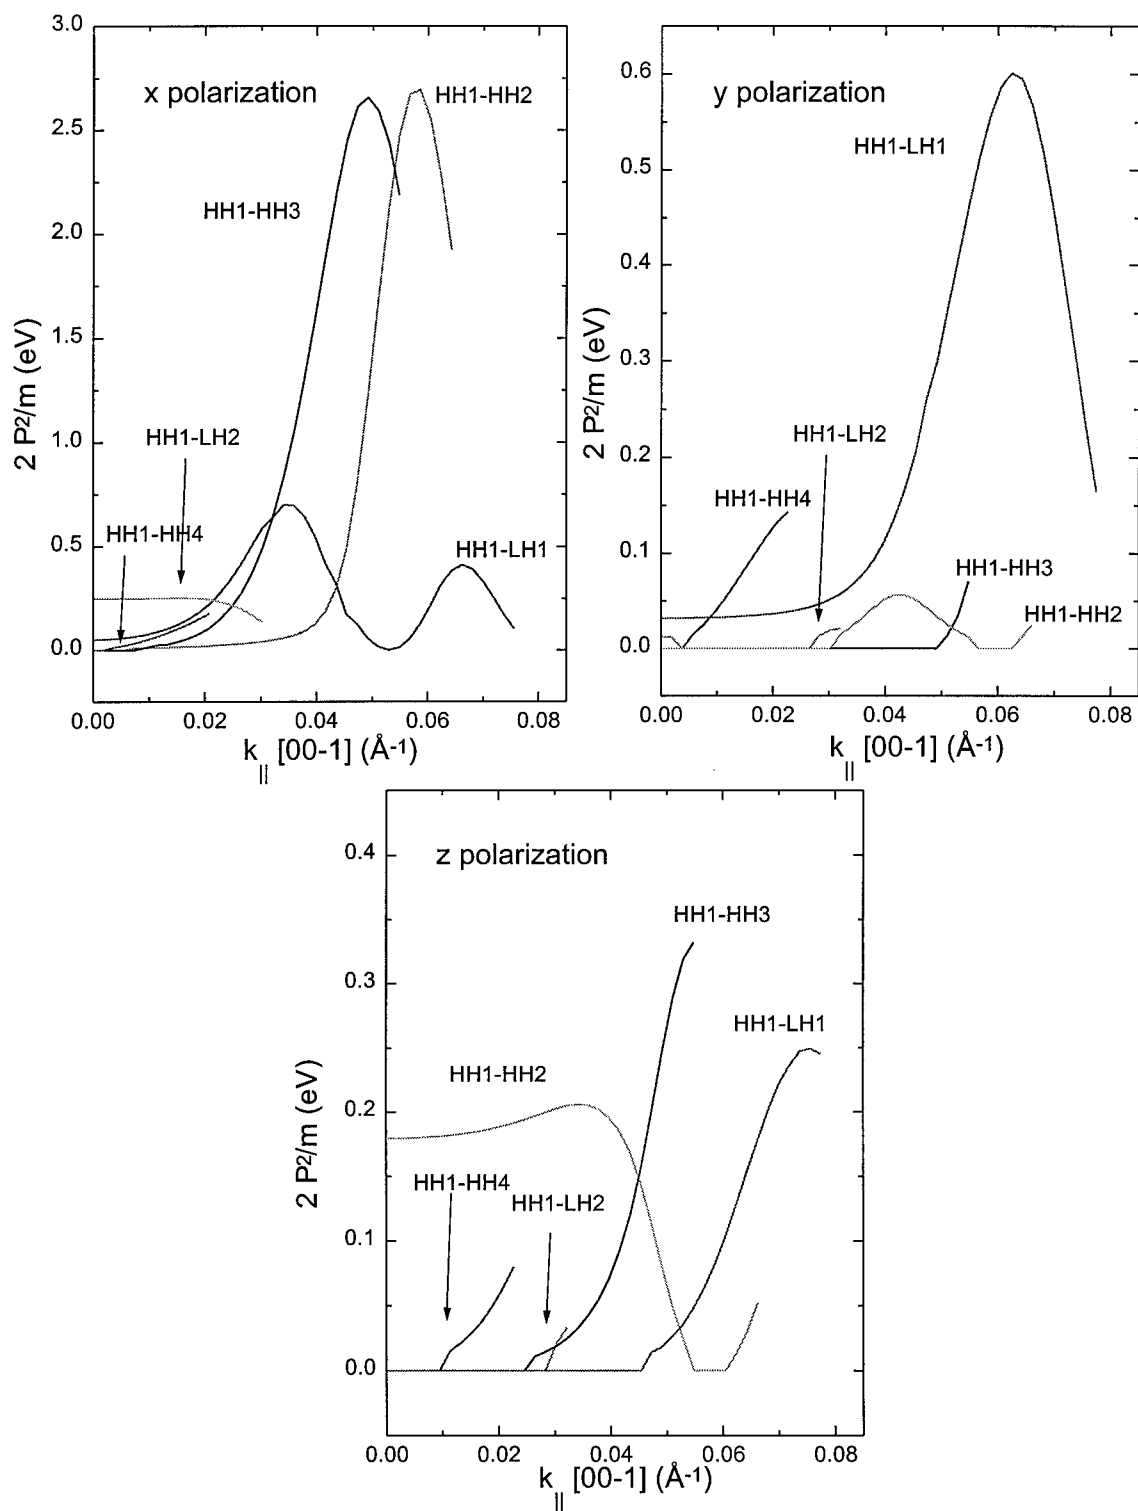 x polarization
HH1-HH2
HH1-HH3
HH1-LH2
HH1-HH4
HH1-LH1
3.0
2.5
2.0
1.5
1.0
0.5
0.0
2 P²/m (eV)
0.00
0.02
0.04
0.06
0.08
k|| [00-1] (Å⁻¹)
y polarization
HH1-LH1
HH1-LH2
HH1-HH4
HH1-HH3
HH1-HH2
0.6
0.5
0.4
0.3
0.2
0.1
0.0
2 P²/m (eV)
0.00
0.02
0.04
0.06
0.08
k|| [00-1] (Å⁻¹)
z polarization
HH1-HH3
HH1-LH1
HH1-HH2
HH1-HH4
HH1-LH2
0.4
0.3
0.2
0.1
0.0
2 P²/m (eV)
0.00
0.02
0.04
0.06
0.08
k|| [00-1] (Å⁻¹)